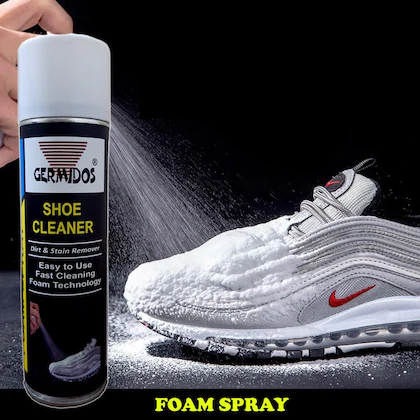 GERMIDOS ®
SHOE
CLEANER
Dirt & Stain Remover
Easy to Use
Fast Cleaning
Foam Technology
FOAM SPRAY